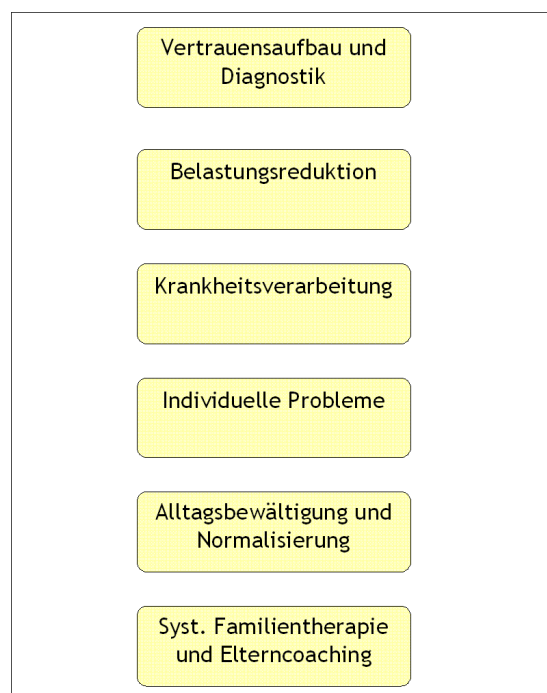 Vertrauensaufbau und
Diagnostik
Belastungsreduktion
Krankheitsverarbeitung
Individuelle Probleme
Alltagsbewältigung und
Normalisierung
Syst. Familientherapie
und Elterncoaching